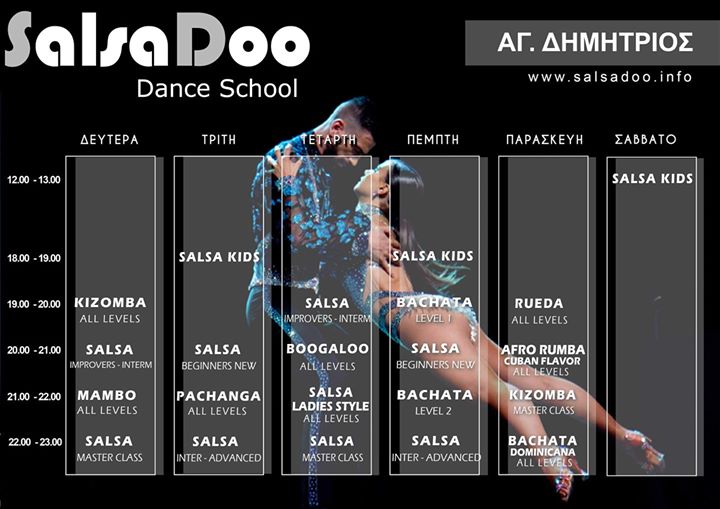 SalsaDoo
Dance School
ΑΓ. ΔΗΜΗΤΡΙΟΣ
www.salsadoo.info
ΔΕΥΤΕΡΑ ΤΡΙΤΗ ΤΕΤΑΡΤΗ ΠΕΜΠΤΗ ΠΑΡΑΣΚΕΥΗ ΣΑΒΒΑΤΟ
12.00 - 13.00 SALSA KIDS
18.00 - 19.00 SALSA KIDS SALSA KIDS
19.00 - 20.00 KIZOMBA SALSA BACHATA RUEDA
ALL LEVELS IMPROVERS - INTERM LEVEL 1 ALL LEVELS
20.00 - 21.00 SALSA SALSA BOOGALOO SALSA AFRO RUMBA
CUBAN FLAVOR
IMPROVERS - INTERM BEGINNERS NEW ALL LEVELS BEGINNERS NEW ALL LEVELS
21.00 - 22.00 MAMBO PACHANGA SALSA BACHATA KIZOMBA
LADIES STYLE
ALL LEVELS ALL LEVELS ALL LEVELS LEVEL 2 MASTER CLASS
22.00 - 23.00 SALSA SALSA SALSA SALSA BACHATA
DOMINICANA
MASTER CLASS INTER - ADVANCED MASTER CLASS INTER - ADVANCED ALL LEVELS